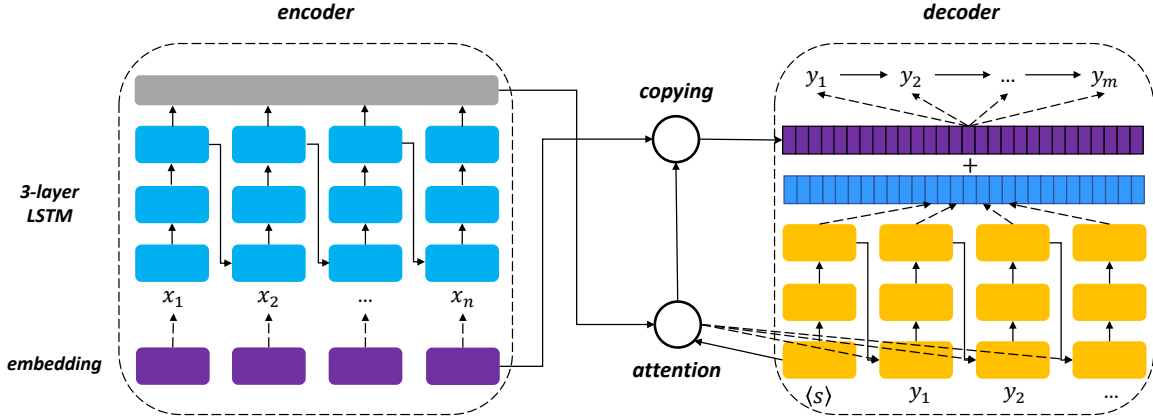 encoder
decoder
y₁ y₂ ... yₘ
copying
+
3-layer
LSTM
x₁ x₂ ... xₙ
embedding
attention
⟨s⟩ y₁ y₂ ...